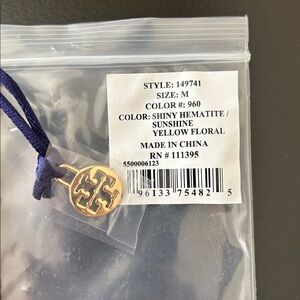 STYLE: 149741
SIZE: M
COLOR #: 960
COLOR: SHINY HEMATITE /
SUNSHINE
YELLOW FLORAL
MADE IN CHINA
RN # 111395
5500006123
96133 75482 5